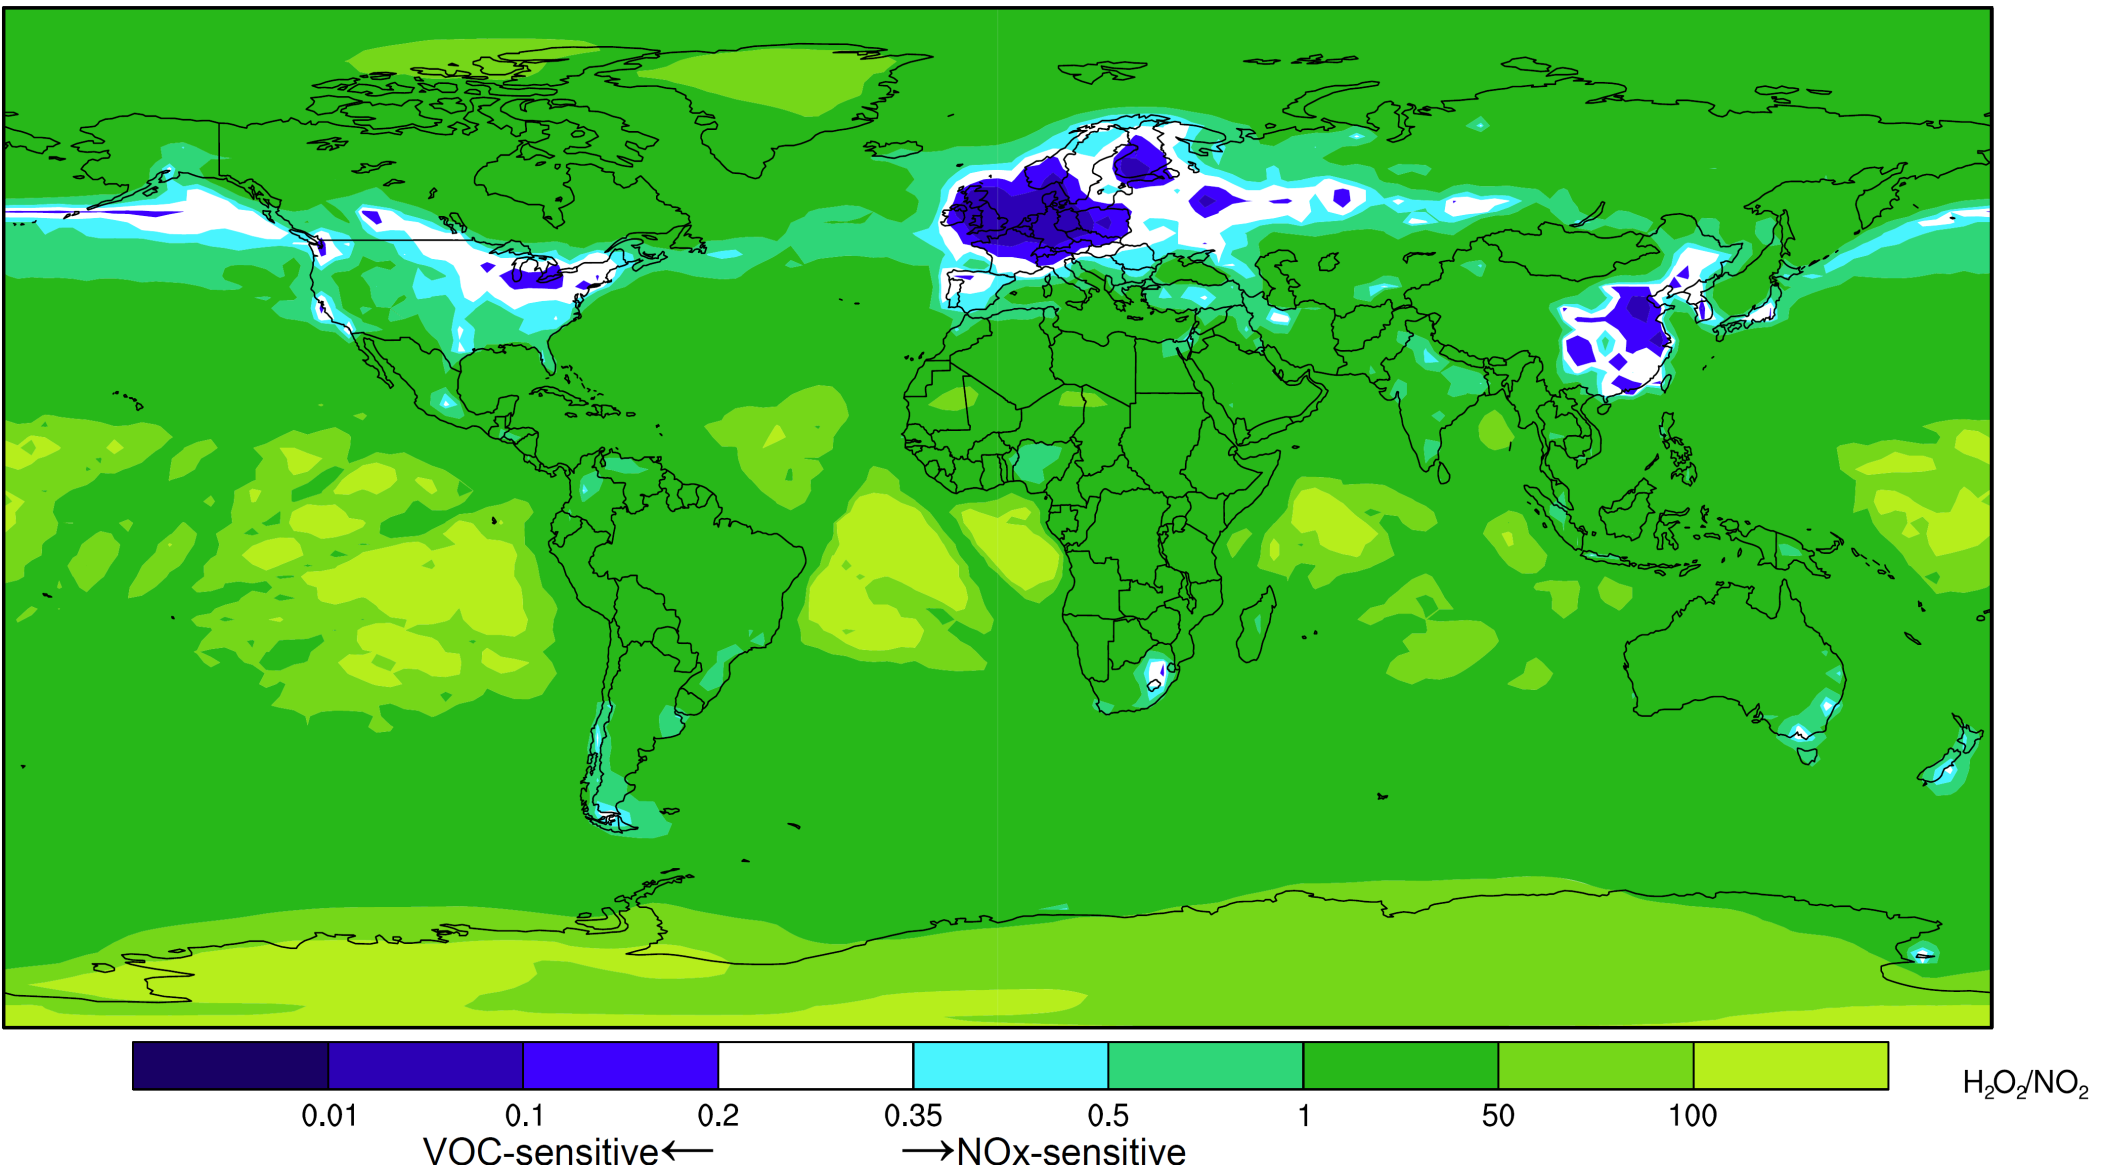 0.01 0.1 0.2 0.35 0.5 1 50 100
H₂O₂/NO₂
VOC-sensitive← →NOx-sensitive